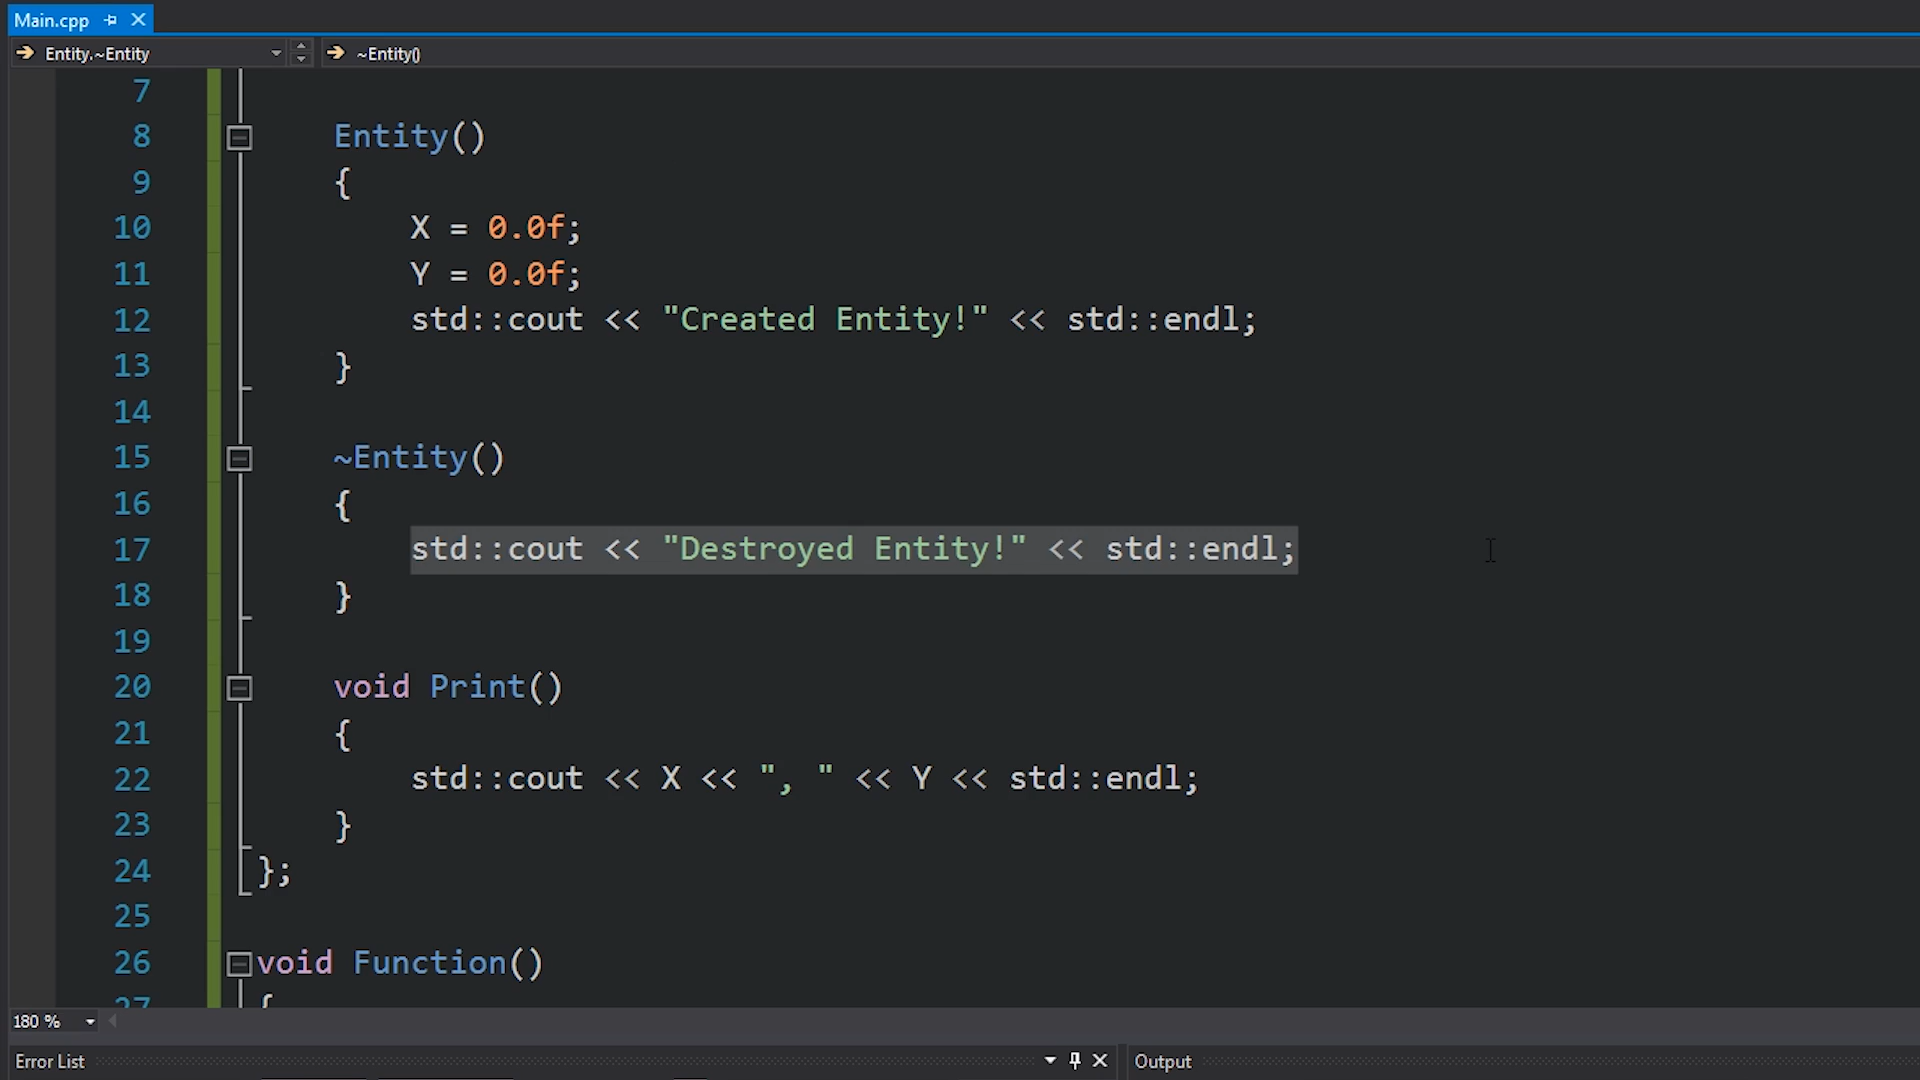 Main.cpp
Entity.~Entity ~Entity()
7
8 Entity()
9 {
10 X = 0.0f;
11 Y = 0.0f;
12 std::cout << "Created Entity!" << std::endl;
13 }
14
15 ~Entity()
16 {
17 std::cout << "Destroyed Entity!" << std::endl;
18 }
19
20 void Print()
21 {
22 std::cout << X << ", " << Y << std::endl;
23 }
24 };
25
26 void Function()
27 {
180 %
Error List Output